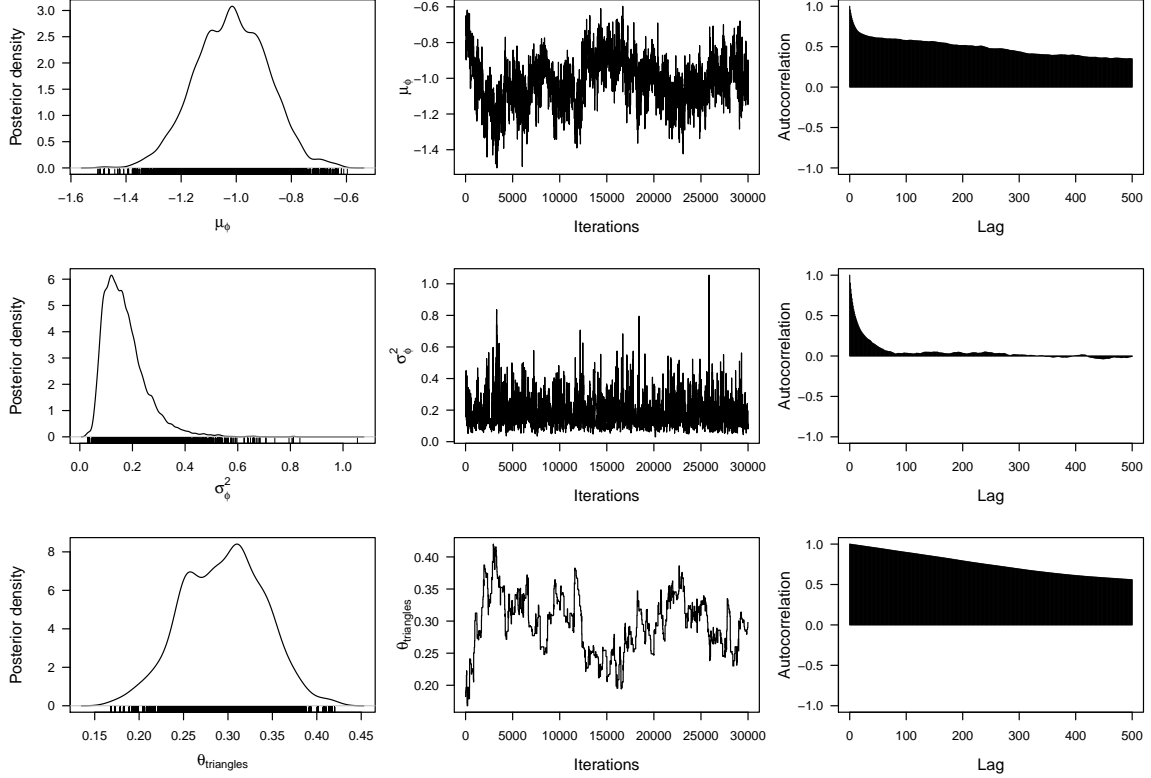 Posterior density
3.0
2.5
2.0
1.5
1.0
0.5
0.0
−1.6 −1.4 −1.2 −1.0 −0.8 −0.6
μϕ
μϕ
−0.6
−0.8
−1.0
−1.2
−1.4
0 5000 10000 15000 20000 25000 30000
Iterations
Autocorrelation
1.0
0.5
0.0
−0.5
−1.0
0 100 200 300 400 500
Lag
Posterior density
6
5
4
3
2
1
0
0.0 0.2 0.4 0.6 0.8 1.0
σ²ϕ
σ²ϕ
1.0
0.8
0.6
0.4
0.2
0.0
0 5000 10000 15000 20000 25000 30000
Iterations
Autocorrelation
1.0
0.5
0.0
−0.5
−1.0
0 100 200 300 400 500
Lag
Posterior density
8
6
4
2
0
0.15 0.20 0.25 0.30 0.35 0.40 0.45
θtriangles
θtriangles
0.40
0.35
0.30
0.25
0.20
0 5000 10000 15000 20000 25000 30000
Iterations
Autocorrelation
1.0
0.5
0.0
−0.5
−1.0
0 100 200 300 400 500
Lag